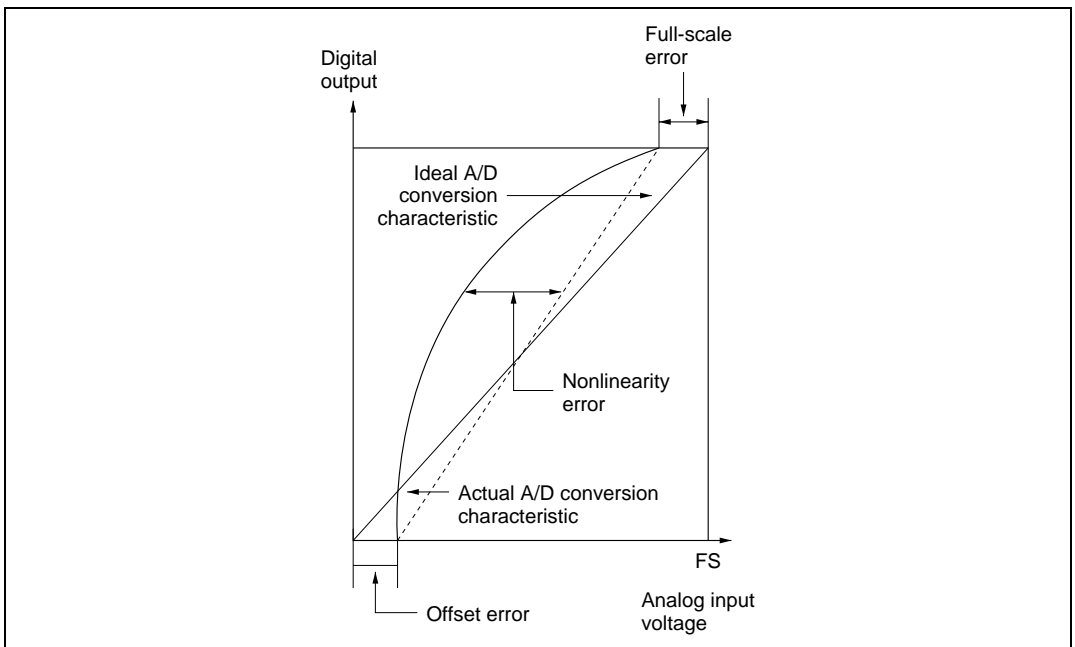 Full-scale
error
Digital
output
Ideal A/D
conversion
characteristic
Nonlinearity
error
Actual A/D conversion
characteristic
FS
Offset error
Analog input
voltage